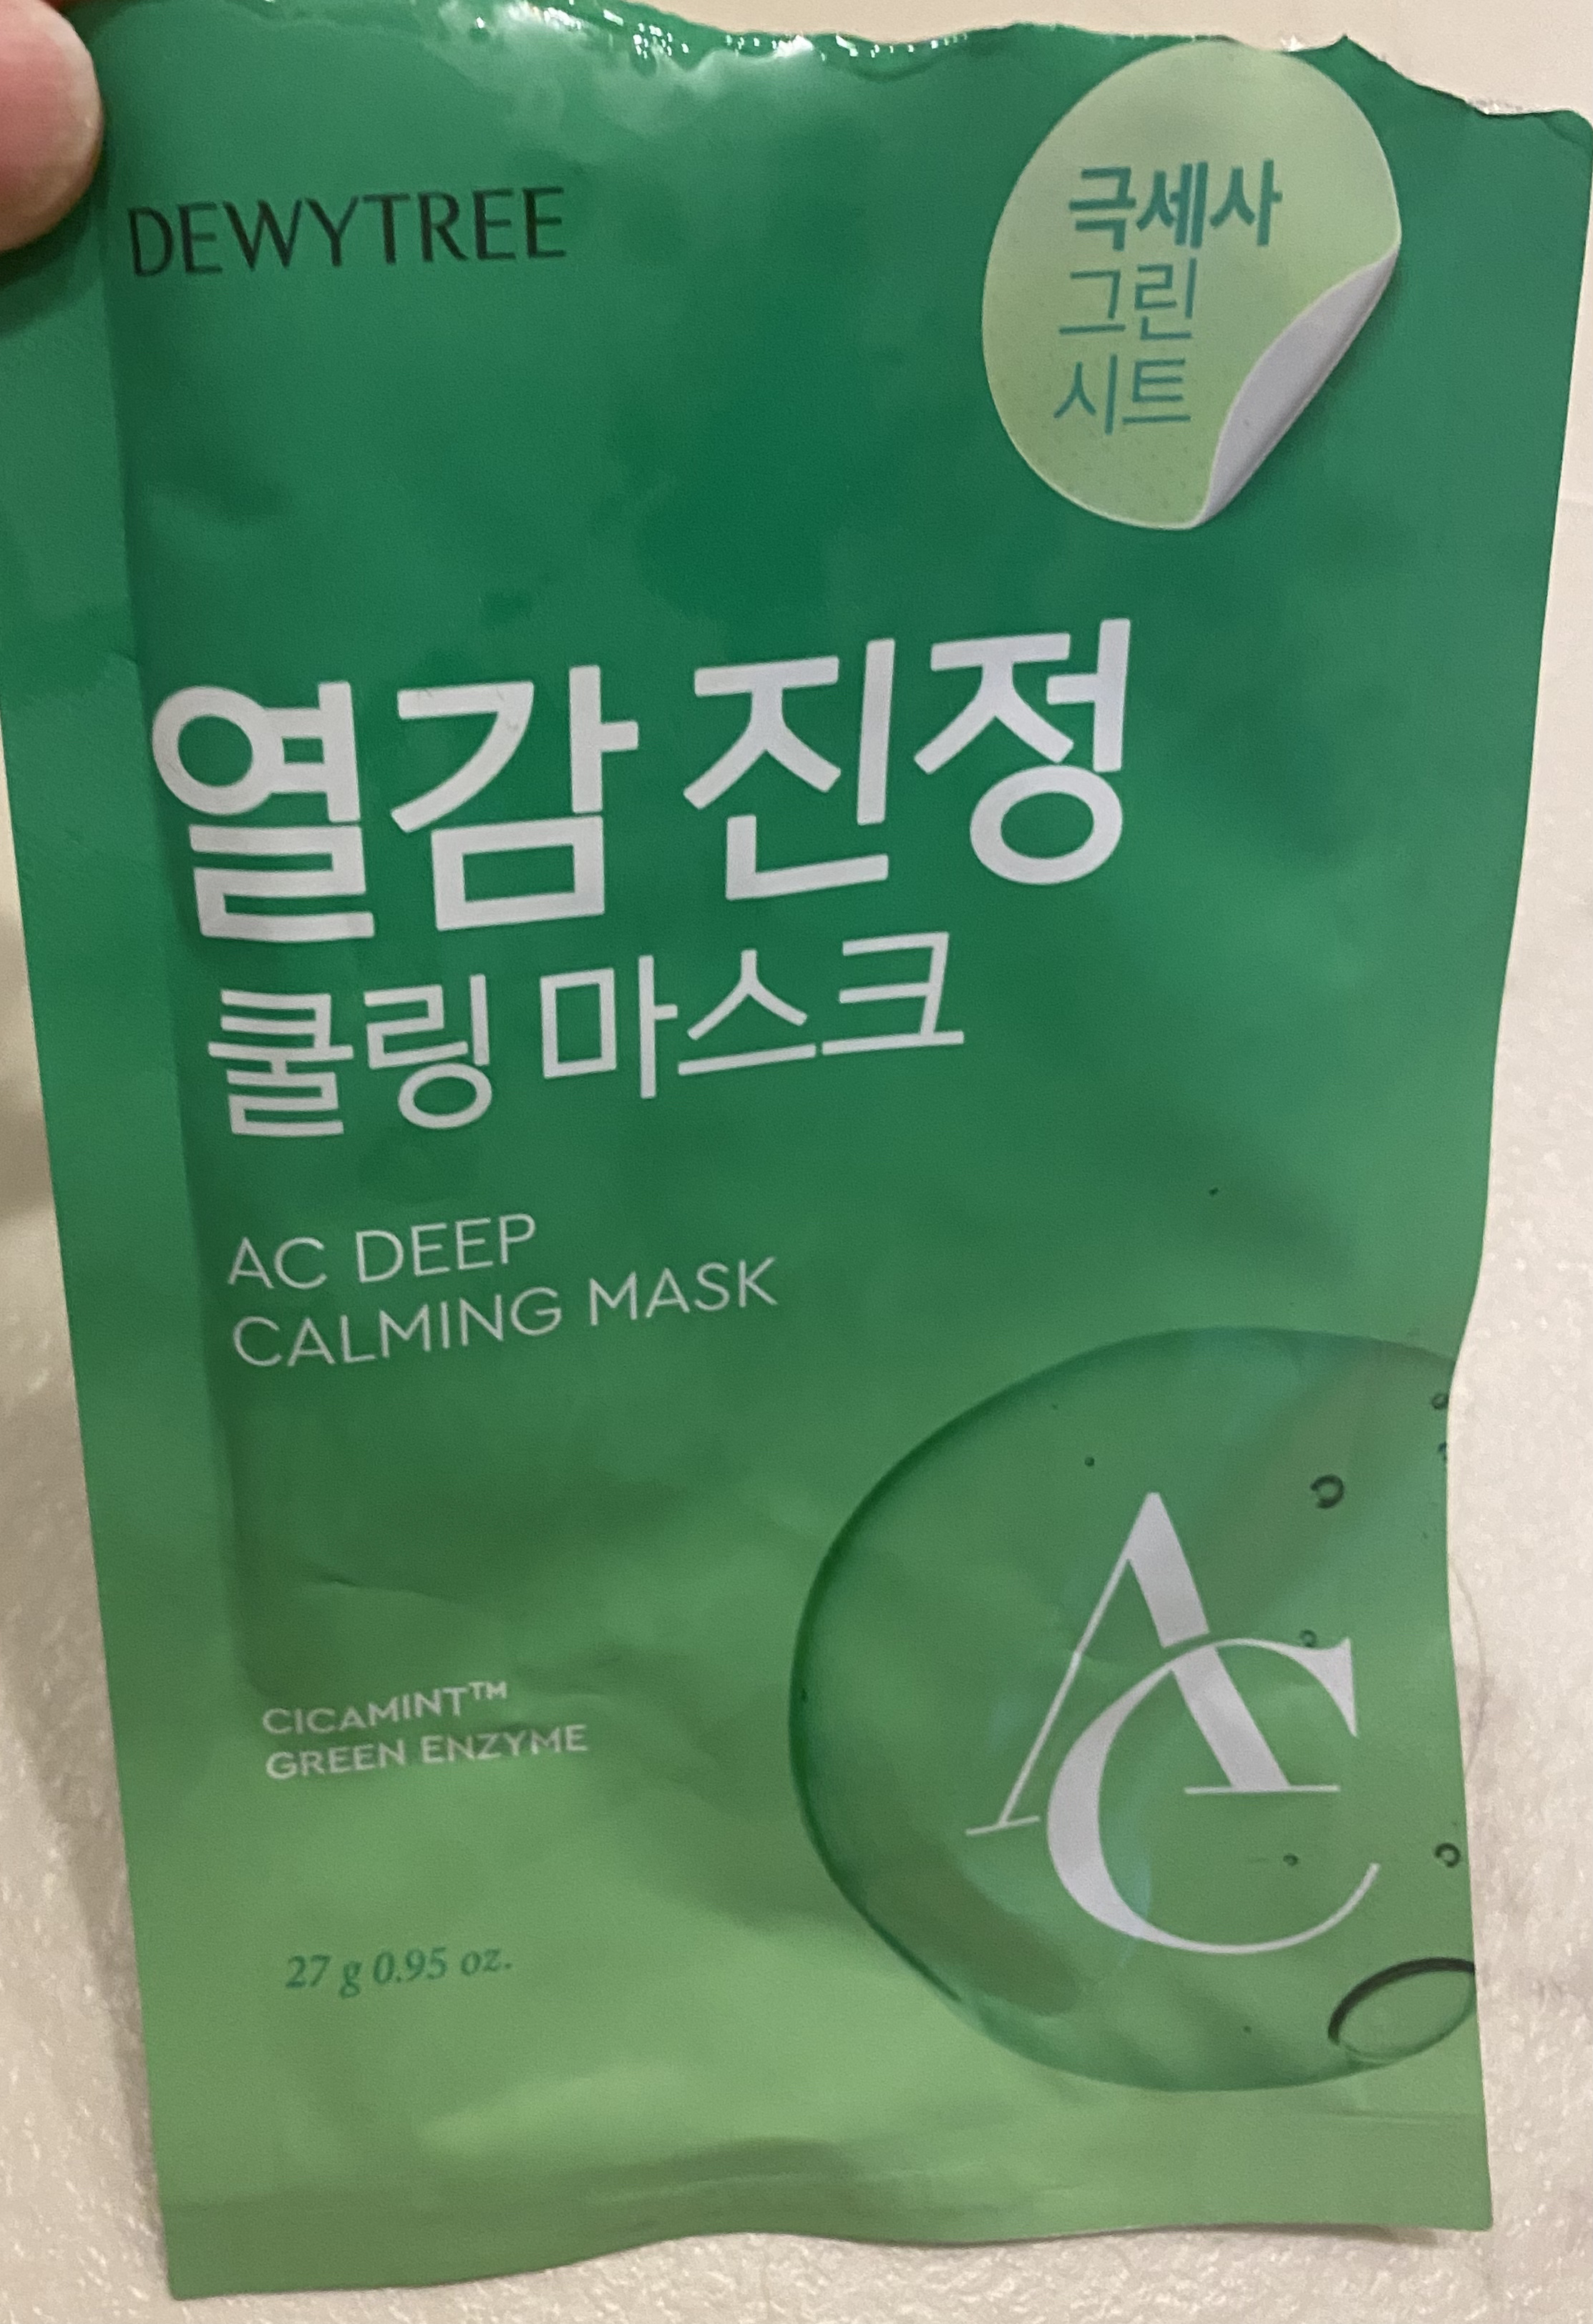 DEWYTREE
극세사
그린
시트
열감 진정
쿨링 마스크
AC DEEP
CALMING MASK
AC
CICAMINT™
GREEN ENZYME
27 g 0.95 oz.